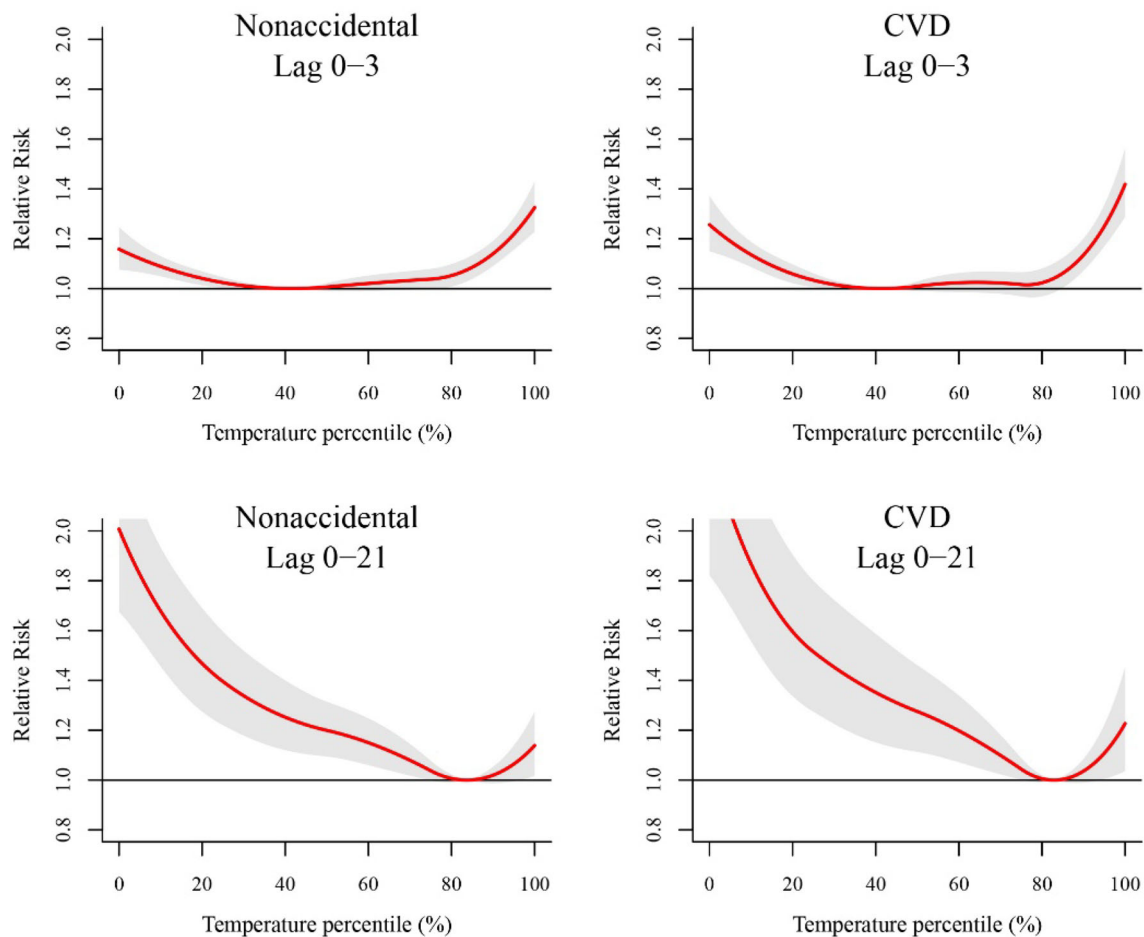 Nonaccidental
Lag 0−3
Relative Risk
2.0
1.8
1.6
1.4
1.2
1.0
0.8
0 20 40 60 80 100
Temperature percentile (%)
CVD
Lag 0−3
Relative Risk
2.0
1.8
1.6
1.4
1.2
1.0
0.8
0 20 40 60 80 100
Temperature percentile (%)
Nonaccidental
Lag 0−21
Relative Risk
2.0
1.8
1.6
1.4
1.2
1.0
0.8
0 20 40 60 80 100
Temperature percentile (%)
CVD
Lag 0−21
Relative Risk
2.0
1.8
1.6
1.4
1.2
1.0
0.8
0 20 40 60 80 100
Temperature percentile (%)